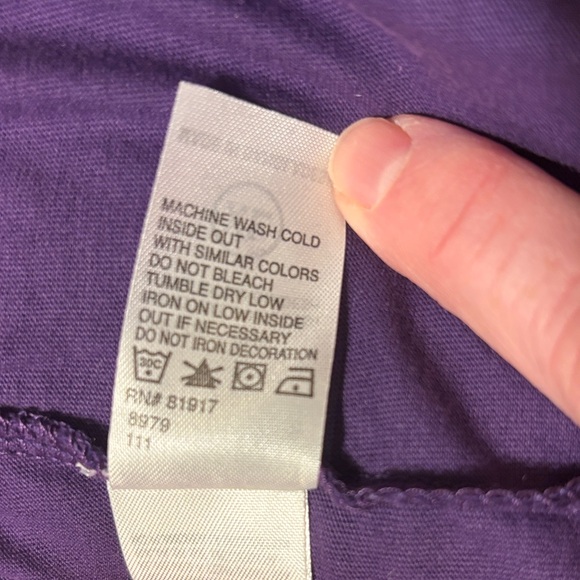 MACHINE WASH COLD
INSIDE OUT
WITH SIMILAR COLORS
DO NOT BLEACH
TUMBLE DRY LOW
IRON ON LOW INSIDE
OUT IF NECESSARY
DO NOT IRON DECORATION
30C
RN# 81917
8979
111